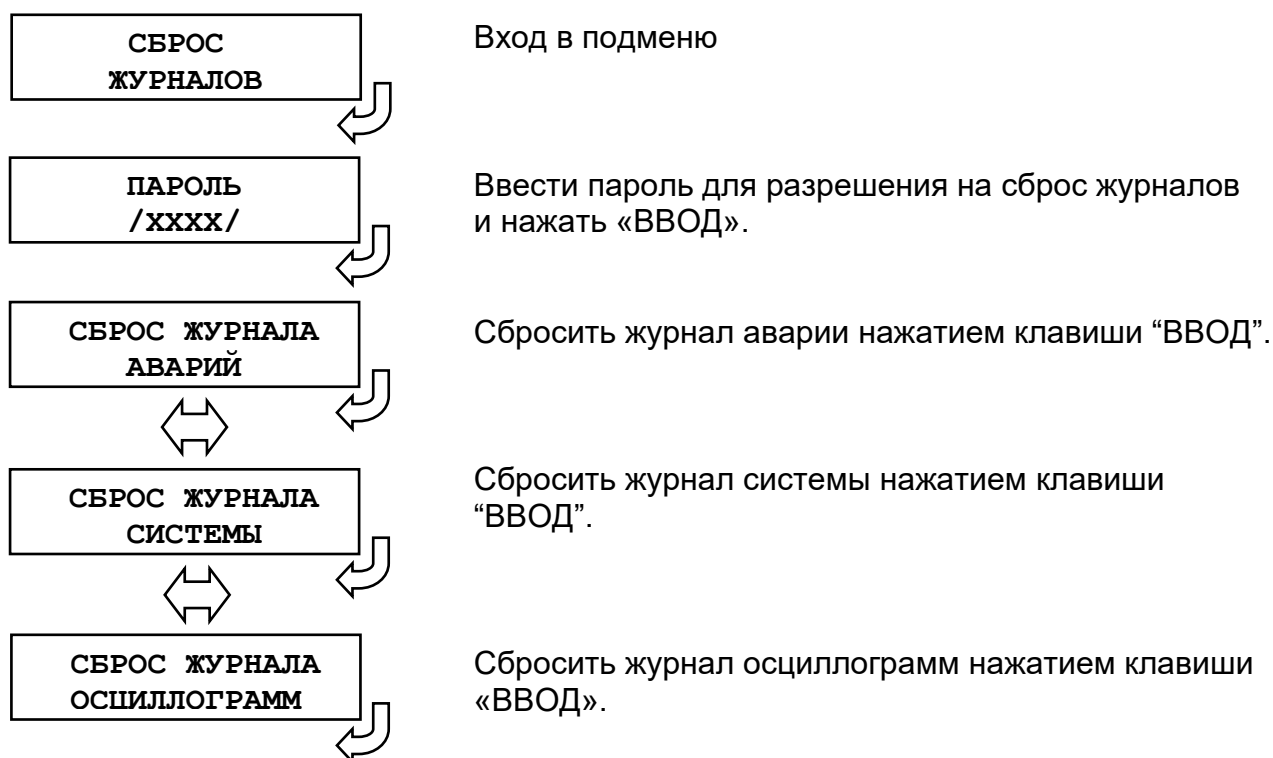 СБРОС
ЖУРНАЛОВ
Вход в подменю
ПАРОЛЬ
/XXXX/
Ввести пароль для разрешения на сброс журналов
и нажать «ВВОД».
СБРОС ЖУРНАЛА
АВАРИЙ
Сбросить журнал аварии нажатием клавиши “ВВОД”.
СБРОС ЖУРНАЛА
СИСТЕМЫ
Сбросить журнал системы нажатием клавиши
“ВВОД”.
СБРОС ЖУРНАЛА
ОСЦИЛЛОГРАММ
Сбросить журнал осциллограмм нажатием клавиши
«ВВОД».